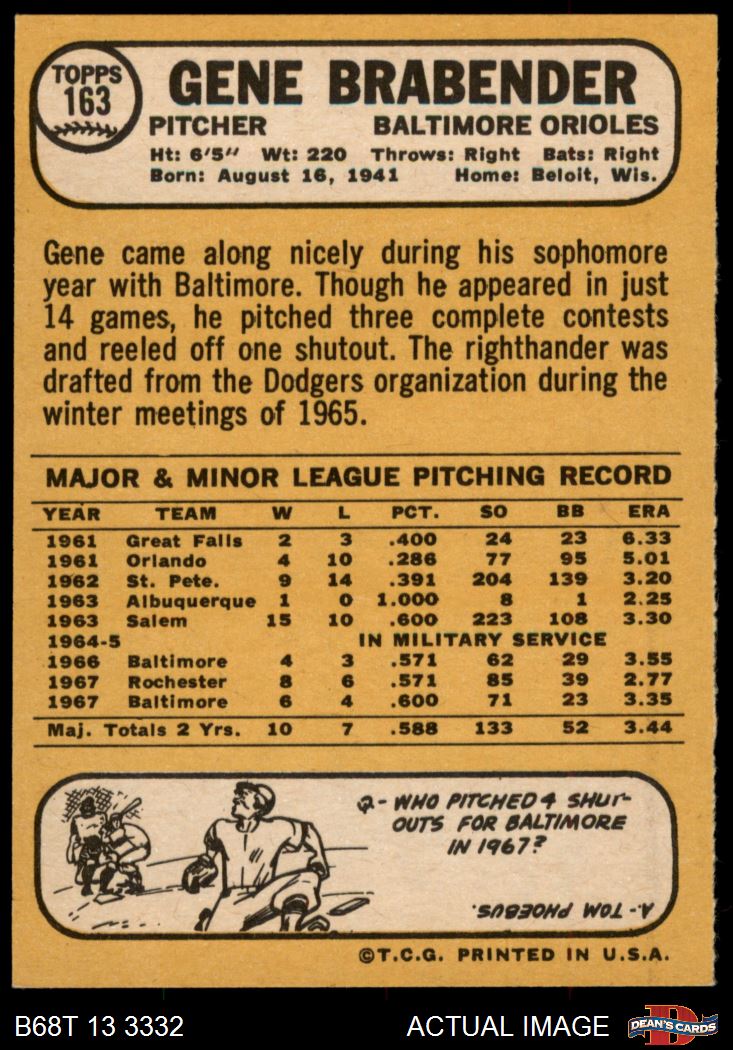 TOPPS
163
GENE BRABENDER
PITCHER BALTIMORE ORIOLES
Ht: 6'5" Wt: 220 Throws: Right Bats: Right
Born: August 16, 1941 Home: Beloit, Wis.
Gene came along nicely during his sophomore
year with Baltimore. Though he appeared in just
14 games, he pitched three complete contests
and reeled off one shutout. The righthander was
drafted from the Dodgers organization during the
winter meetings of 1965.
MAJOR & MINOR LEAGUE PITCHING RECORD
YEAR TEAM W L PCT. SO BB ERA
1961 Great Falls 2 3 .400 24 23 6.33
1961 Orlando 4 10 .286 77 95 5.01
1962 St. Pete. 9 14 .391 204 139 3.20
1963 Albuquerque 1 0 1.000 8 1 2.25
1963 Salem 15 10 .600 223 108 3.30
1964-5 IN MILITARY SERVICE
1966 Baltimore 4 3 .571 62 29 3.55
1967 Rochester 8 6 .571 85 39 2.77
1967 Baltimore 6 4 .600 71 23 3.35
Maj. Totals 2 Yrs. 10 7 .588 133 52 3.44
Q- WHO PITCHED 4 SHUT-
OUTS FOR BALTIMORE
IN 1967?
A- TOM PHOEBUS.
©T.C.G. PRINTED IN U.S.A.
B68T 13 3332 ACTUAL IMAGE
D
DEAN'S CARDS